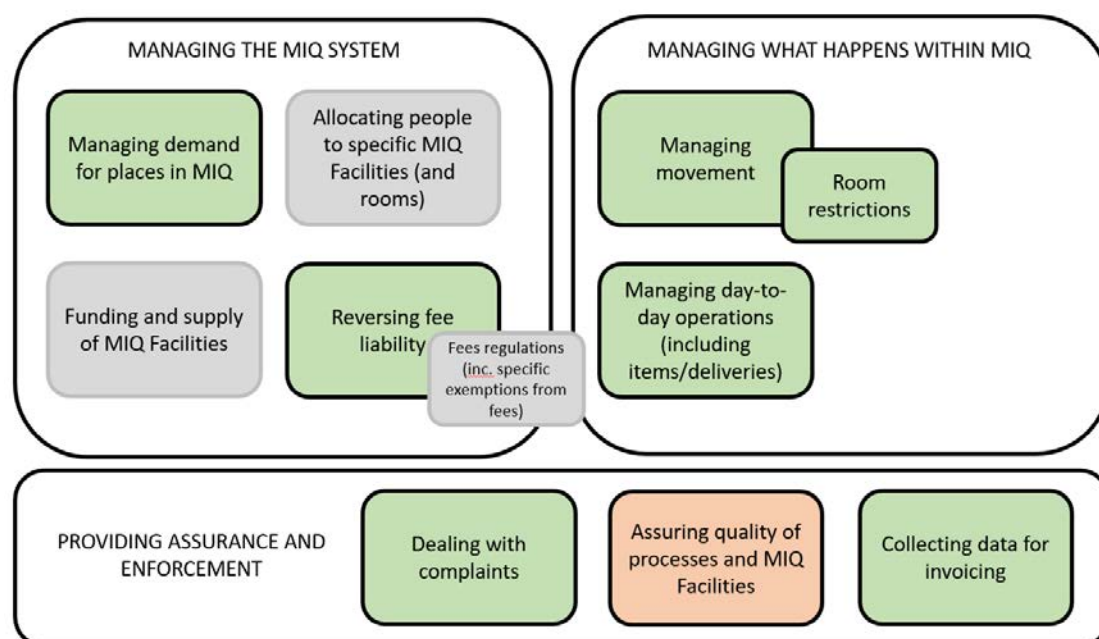 MANAGING THE MIQ SYSTEM
Managing demand
for places in MIQ
Allocating people
to specific MIQ
Facilities (and
rooms)
Funding and supply
of MIQ Facilities
Reversing fee
liability
Fees regulations
(inc. specific
exemptions from
fees)
MANAGING WHAT HAPPENS WITHIN MIQ
Managing
movement
Room
restrictions
Managing day-to-
day operations
(including
items/deliveries)
PROVIDING ASSURANCE AND
ENFORCEMENT
Dealing with
complaints
Assuring quality of
processes and MIQ
Facilities
Collecting data for
invoicing